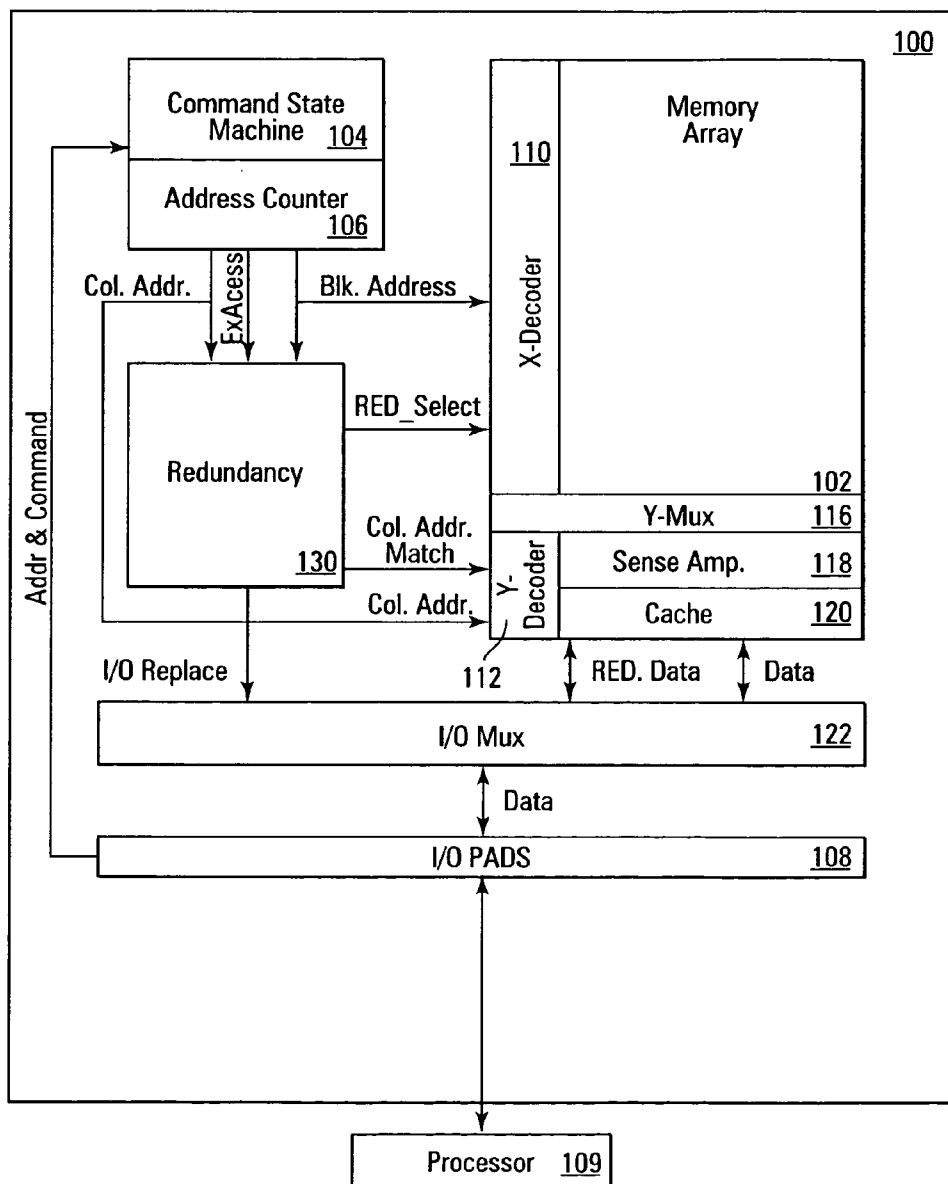 100
Command State
Machine
104
Address Counter
106
Memory
Array
110
X-Decoder
102
Col. Addr.
ExAcess
Blk. Address
Addr & Command
Redundancy
130
RED_Select
Col. Addr.
Match
Col. Addr.
Y-Mux
116
Y-
Decoder
Sense Amp.
118
Cache
120
112
I/O Replace
RED. Data
Data
I/O Mux
122
Data
I/O PADS
108
Processor
109